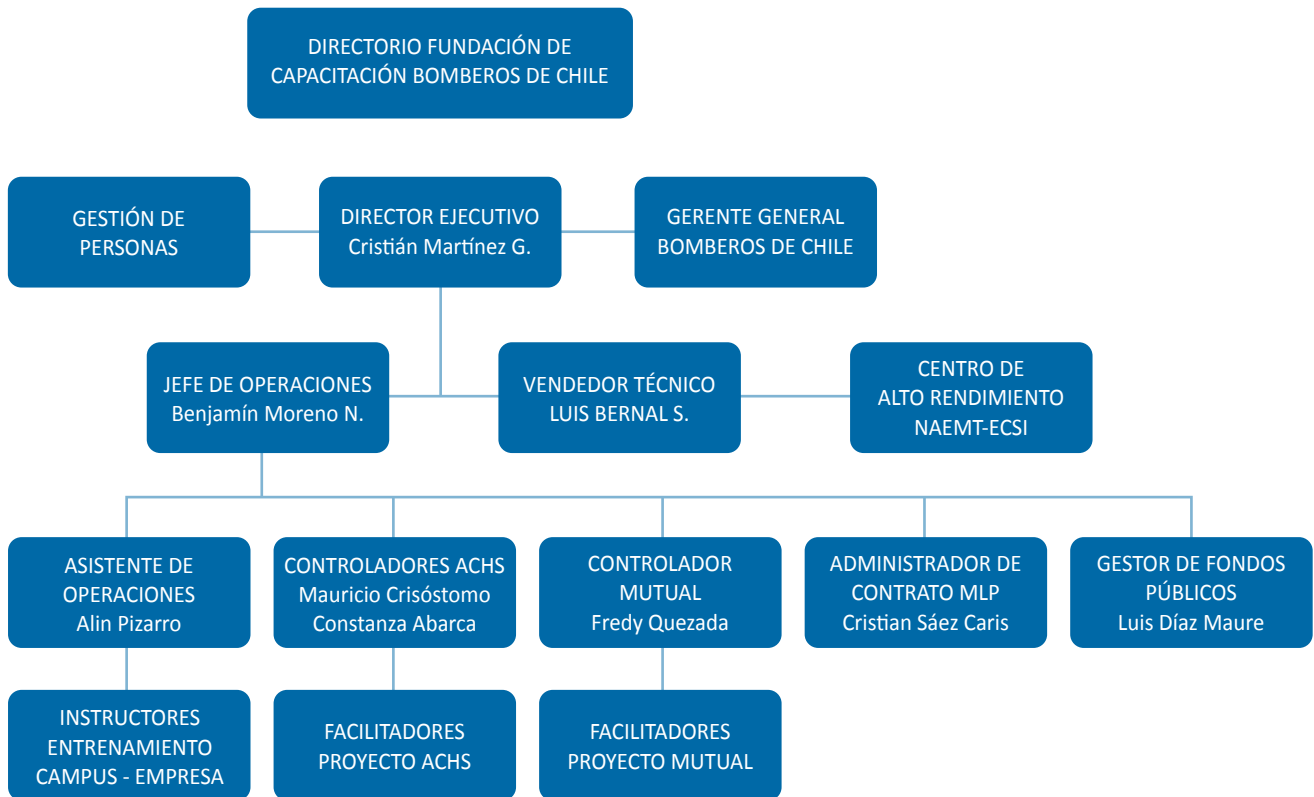 DIRECTORIO FUNDACIÓN DE
CAPACITACIÓN BOMBEROS DE CHILE
GESTIÓN DE
PERSONAS
DIRECTOR EJECUTIVO
Cristián Martínez G.
GERENTE GENERAL
BOMBEROS DE CHILE
JEFE DE OPERACIONES
Benjamín Moreno N.
VENDEDOR TÉCNICO
LUIS BERNAL S.
CENTRO DE
ALTO RENDIMIENTO
NAEMT-ECSI
ASISTENTE DE
OPERACIONES
Alin Pizarro
CONTROLADORES ACHS
Mauricio Crisóstomo
Constanza Abarca
CONTROLADOR
MUTUAL
Fredy Quezada
ADMINISTRADOR DE
CONTRATO MLP
Cristian Sáez Caris
GESTOR DE FONDOS
PÚBLICOS
Luis Díaz Maure
INSTRUCTORES
ENTRENAMIENTO
CAMPUS - EMPRESA
FACILITADORES
PROYECTO ACHS
FACILITADORES
PROYECTO MUTUAL